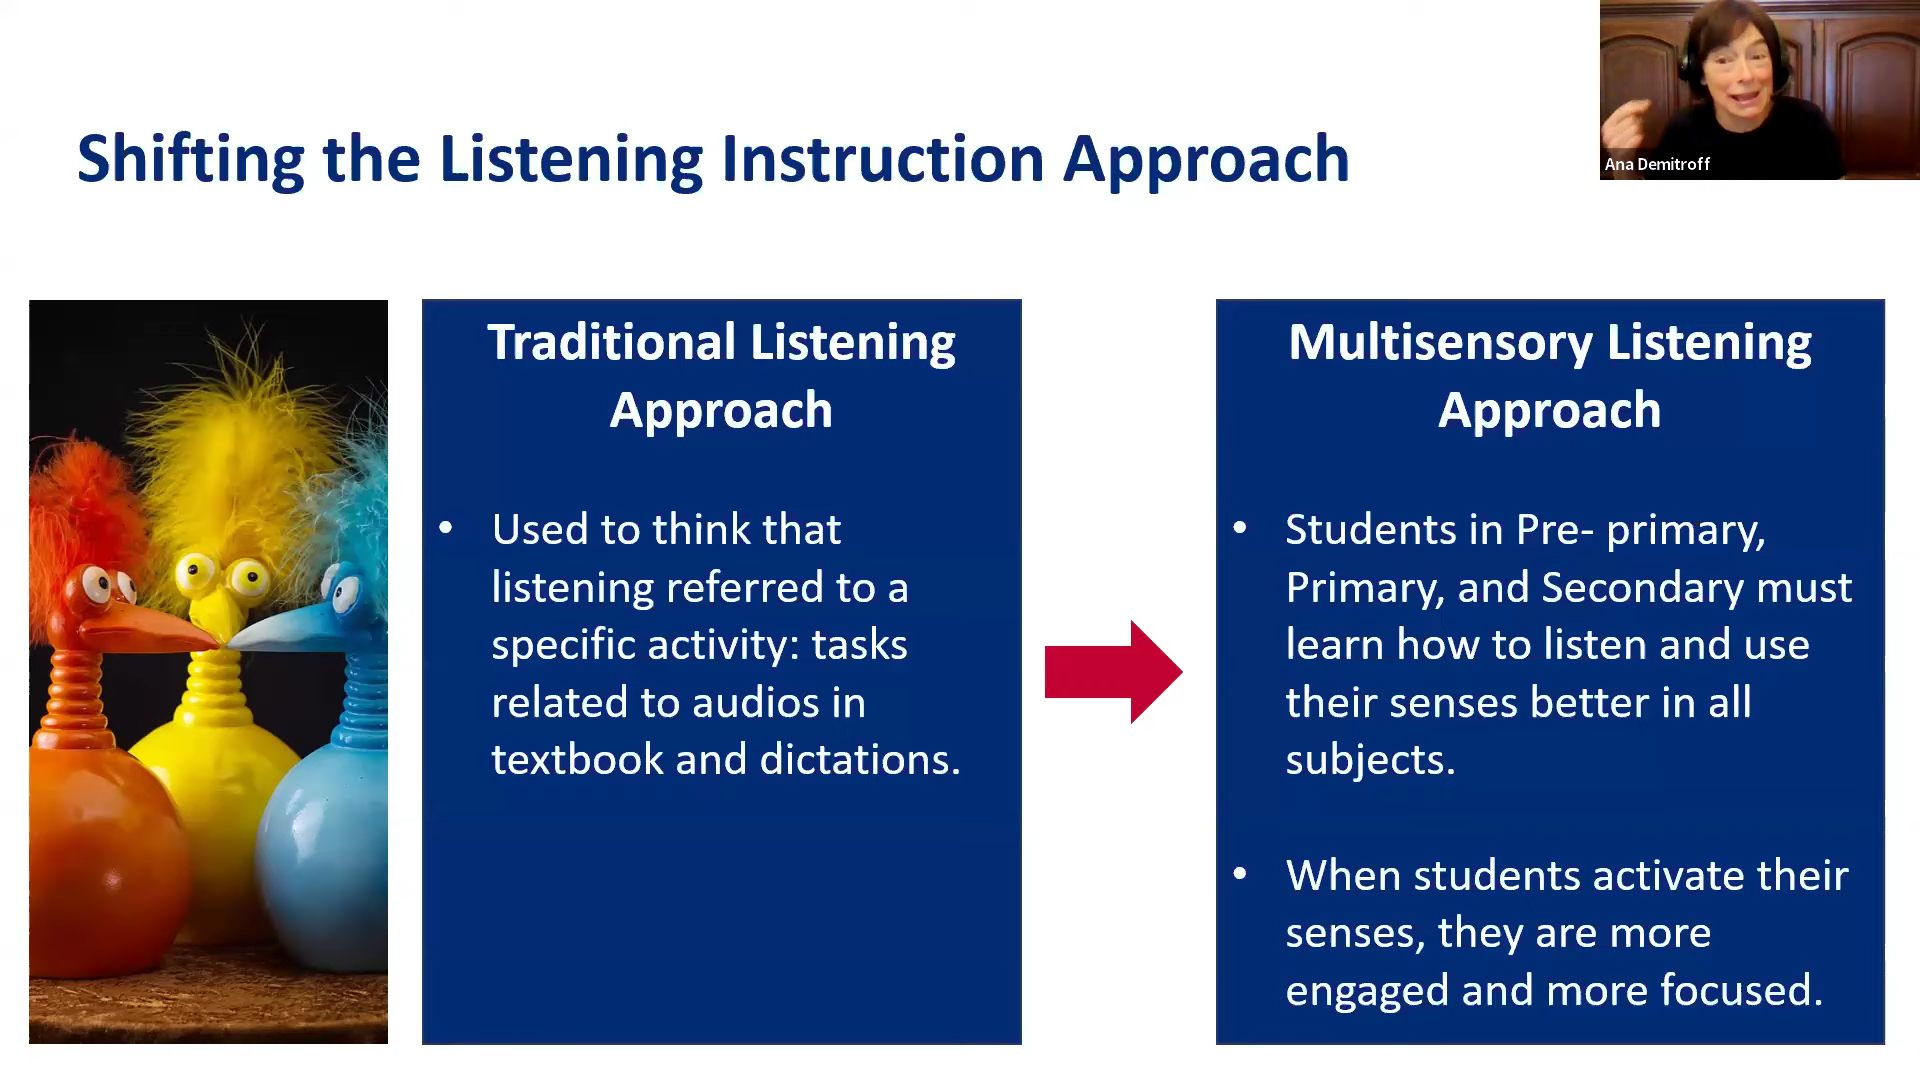 Shifting the Listening Instruction Approach
Ana Demitroff
Traditional Listening
Approach
• Used to think that
listening referred to a
specific activity: tasks
related to audios in
textbook and dictations.
Multisensory Listening
Approach
• Students in Pre- primary,
Primary, and Secondary must
learn how to listen and use
their senses better in all
subjects.
• When students activate their
senses, they are more
engaged and more focused.